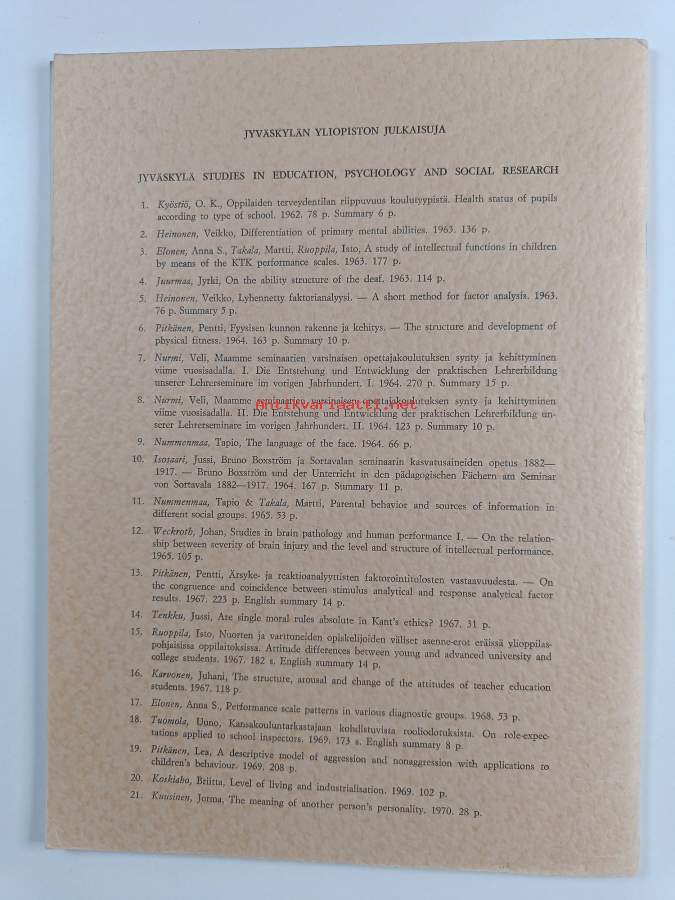 JYVÄSKYLÄN YLIOPISTON JULKAISUJA
JYVÄSKYLÄ STUDIES IN EDUCATION, PSYCHOLOGY AND SOCIAL RESEARCH
1. Kyöstiö, O. K., Oppilaiden terveydentilan riippuvuus koulutyypistä. Health status of pupils
according to type of school. 1962. 78 p. Summary 6 p.
2. Heinonen, Veikko, Differentiation of primary mental abilities. 1963. 136 p.
3. Elonen, Anna S., Takala, Martti, Ruoppila, Isto, A study of intellectual functions in children
by means of the KTK performance scales. 1963. 177 p.
4. Juurmaa, Jyrki, On the ability structure of the deaf. 1963. 114 p.
5. Heinonen, Veikko, Lyhennetty faktorianalyysi. — A short method for factor analysis. 1963.
76 p. Summary 5 p.
6. Pitkänen, Pentti, Fyysisen kunnon rakenne ja kehitys. — The structure and development of
physical fitness. 1964. 163 p. Summary 10 p.
7. Nurmi, Veli, Maamme seminaarien varsinaisen opettajakoulutuksen synty ja kehittyminen
viime vuosisadalla. I. Die Entstehung und Entwicklung der praktischen Lehrerbildung
unserer Lehrerseminare im vorigen Jahrhundert. I. 1964. 270 p. Summary 15 p.
8. Nurmi, Veli, Maamme seminaarien varsinaisen opettajakoulutuksen synty ja kehittyminen
antikvariaatti.net
viime vuosisadalla. II. Die Entstehung und Entwicklung der praktischen Lehrerbildung un-
serer Lehrerseminare im vorigen Jahrhundert. II. 1964. 123 p. Summary 10 p.
9. Nummenmaa, Tapio, The language of the face. 1964. 66 p.
10. Isosaari, Jussi, Bruno Boxström ja Sortavalan seminaarin kasvatusaineiden opetus 1882—
1917. — Bruno Boxström und der Unterricht in den pädagogischen Fächern am Seminar
von Sortavala 1882—1917. 1964. 167 p. Summary 11 p.
11. Nummenmaa, Tapio & Takala, Martti, Parental behavior and sources of information in
different social groups. 1965. 53 p.
12. Weckroth, Johan, Studies in brain pathology and human performance I. — On the relation-
ship between severity of brain injury and the level and structure of intellectual performance.
1965. 105 p.
13. Pitkänen, Pentti, Ärsyke- ja reaktioanalyyttisten faktorointitulosten vastaavuudesta. — On
the congruence and coincidence between stimulus analytical and response analytical factor
results. 1967. 223 p. English summary 14 p.
14. Tenkku, Jussi, Are single moral rules absolute in Kant's ethics? 1967. 31 p.
15. Ruoppila, Isto, Nuorten ja varttuneiden opiskelijoiden väliset asenne-erot eräissä ylioppilas-
pohjaisissa oppilaitoksissa. Attitude differences between young and advanced university and
college students. 1967. 182 s. English summary 14 p.
16. Karvonen, Juhani, The structure, arousal and change of the attitudes of teacher education
students. 1967. 118 p.
17. Elonen, Anna S., Performance scale patterns in various diagnostic groups. 1968. 53 p.
18. Tuomola, Uuno, Kansakouluntarkastajaan kohdistuvista rooliodotuksista. On role-expec-
tations applied to school inspectors. 1969. 173 s. English summary 8 p.
19. Pitkänen, Lea, A descriptive model of aggression and nonaggression with applications to
children's behaviour. 1969. 208 p.
20. Koskiaho, Briitta, Level of living and industrialisation. 1969. 102 p.
21. Kuusinen, Jorma, The meaning of another person's personality. 1970. 28 p.